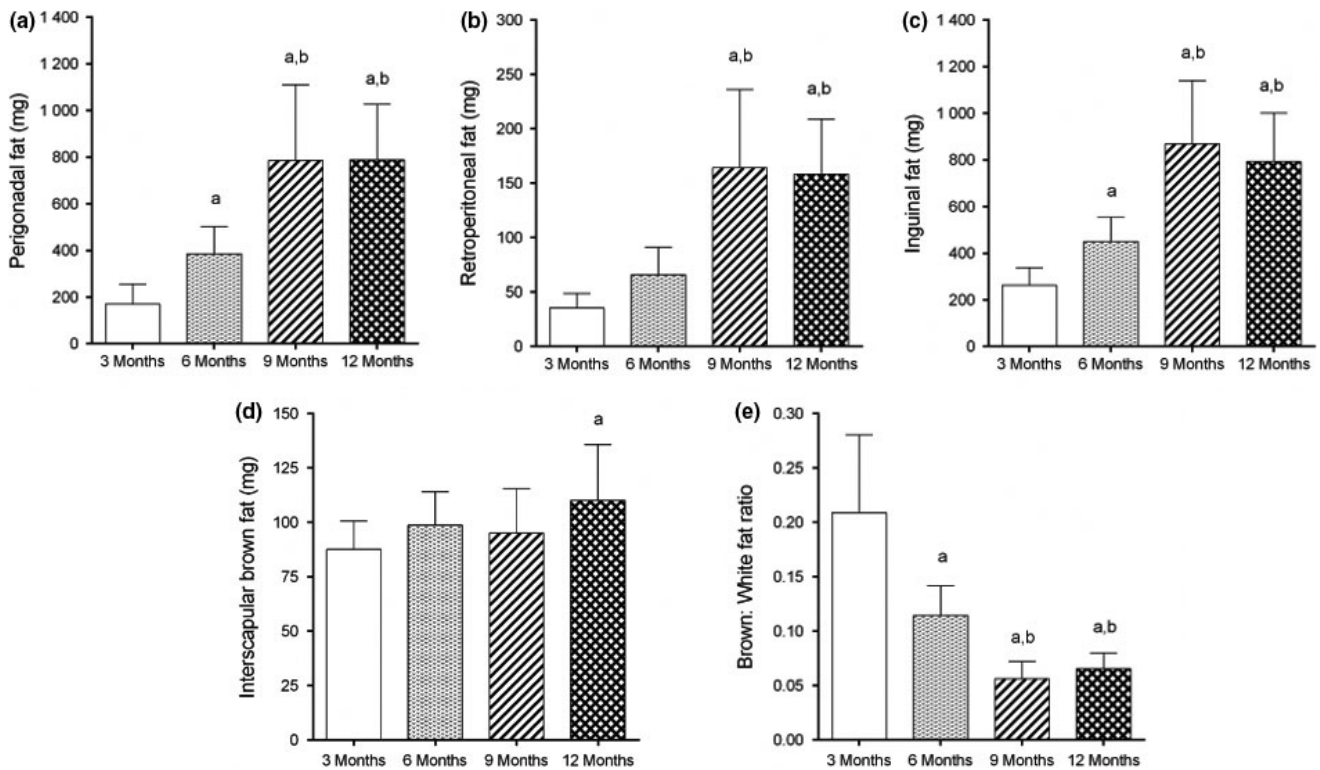 (a)
Perigonadal fat (mg)
1 400
1 200
1 000
800
600
400
200
0
a
a,b
a,b
3 Months
6 Months
9 Months
12 Months
(b)
Retroperitoneal fat (mg)
300
250
200
150
100
50
0
a,b
a,b
3 Months
6 Months
9 Months
12 Months
(c)
Inguinal fat (mg)
1 400
1 200
1 000
800
600
400
200
0
a
a,b
a,b
3 Months
6 Months
9 Months
12 Months
(d)
Interscapular brown fat (mg)
150
125
100
75
50
25
0
a
3 Months
6 Months
9 Months
12 Months
(e)
Brown: White fat ratio
0.30
0.25
0.20
0.15
0.10
0.05
0.00
a
a,b
a,b
3 Months
6 Months
9 Months
12 Months